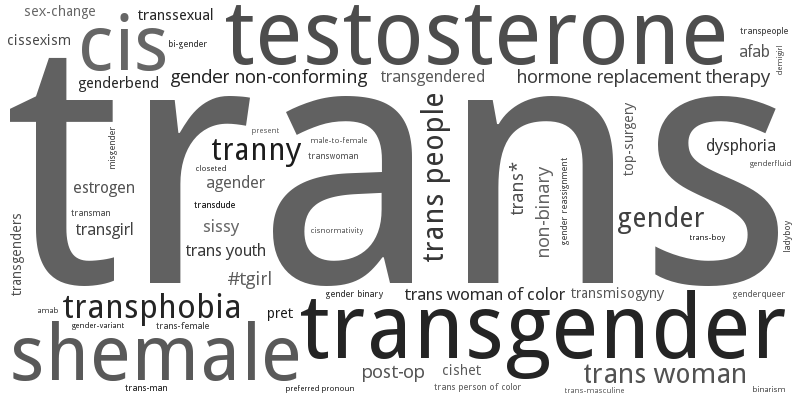 sex-change
transsexual
testosterone
transpeople
cissexism
cis
bi-gender
afab
demigirl
genderbend
gender non-conforming
transgendered
hormone replacement therapy
trans
misgender
present
male-to-female
tranny
transwoman
closeted
trans people
trans*
non-binary
gender reassignment
top-surgery
dysphoria
genderfluid
estrogen
agender
transman
transdude
transgirl
sissy
cisnormativity
gender
trans-boy
ladyboy
transgenders
trans youth
#tgirl
gender binary
trans woman of color
transmisogyny
genderqueer
amab
transphobia
pret
transgender
gender-variant
trans-female
shemale
post-op
cishet
trans woman
trans-man
preferred pronoun
trans person of color
trans-masculine
binarism